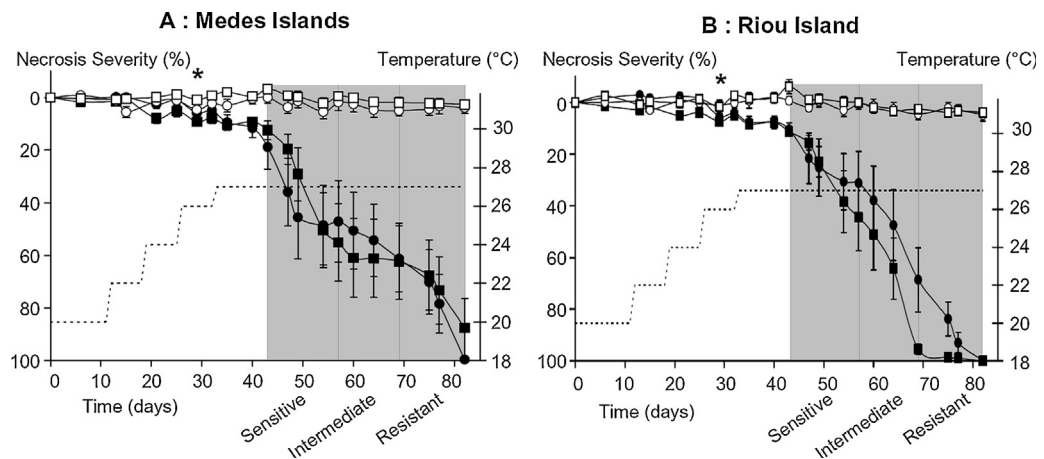 A : Medes Islands
Necrosis Severity (%) * Temperature (°C)
0
20
40
60
80
100
30
28
26
24
22
20
18
0 10 20 30 40 50 60 70 80
Time (days)
Sensitive
Intermediate
Resistant
B : Riou Island
Necrosis Severity (%) * Temperature (°C)
0
20
40
60
80
100
30
28
26
24
22
20
18
0 10 20 30 40 50 60 70 80
Time (days)
Sensitive
Intermediate
Resistant